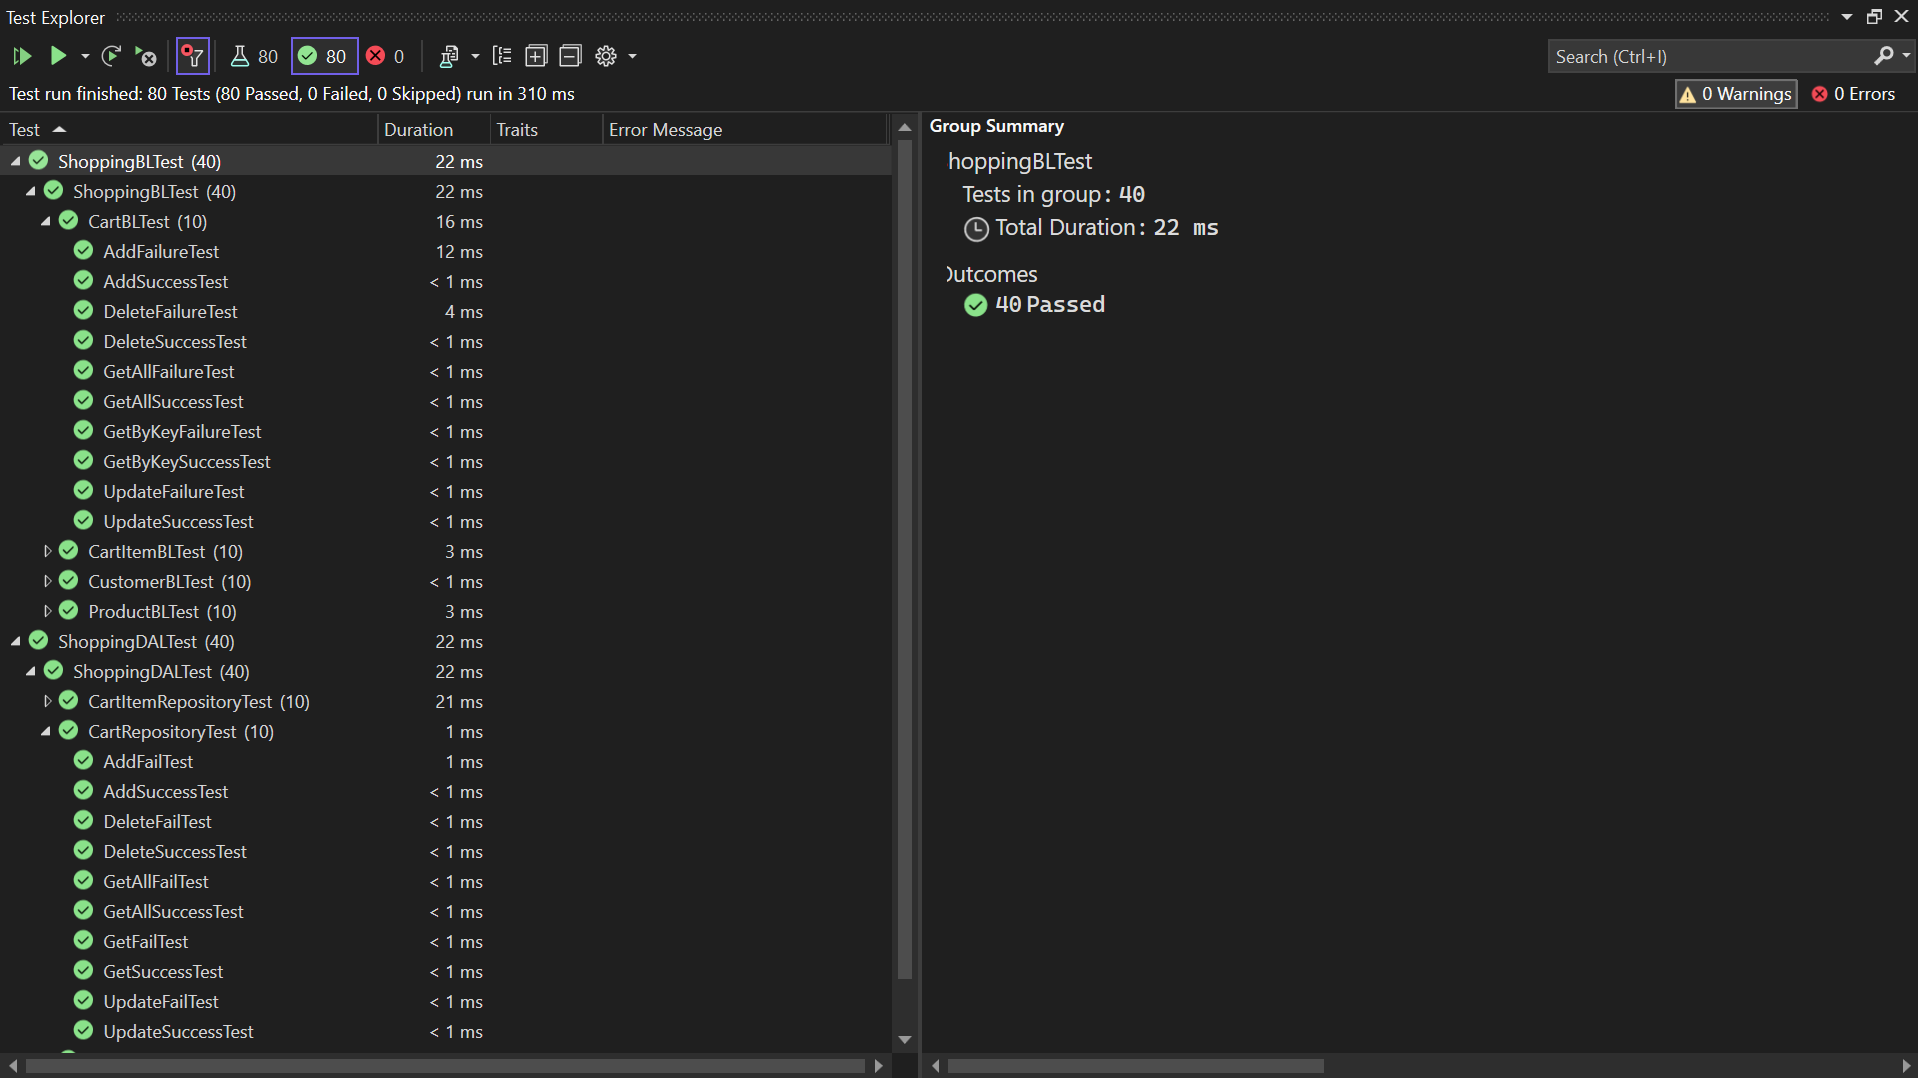 Test Explorer
80 80 0
Search (Ctrl+I)
Test run finished: 80 Tests (80 Passed, 0 Failed, 0 Skipped) run in 310 ms
0 Warnings 0 Errors
Test Duration Traits Error Message
ShoppingBLTest (40) 22 ms
ShoppingBLTest (40) 22 ms
CartBLTest (10) 16 ms
AddFailureTest 12 ms
AddSuccessTest < 1 ms
DeleteFailureTest 4 ms
DeleteSuccessTest < 1 ms
GetAllFailureTest < 1 ms
GetAllSuccessTest < 1 ms
GetByKeyFailureTest < 1 ms
GetByKeySuccessTest < 1 ms
UpdateFailureTest < 1 ms
UpdateSuccessTest < 1 ms
CartItemBLTest (10) 3 ms
CustomerBLTest (10) < 1 ms
ProductBLTest (10) 3 ms
ShoppingDALTest (40) 22 ms
ShoppingDALTest (40) 22 ms
CartItemRepositoryTest (10) 21 ms
CartRepositoryTest (10) 1 ms
AddFailTest 1 ms
AddSuccessTest < 1 ms
DeleteFailTest < 1 ms
DeleteSuccessTest < 1 ms
GetAllFailTest < 1 ms
GetAllSuccessTest < 1 ms
GetFailTest < 1 ms
GetSuccessTest < 1 ms
UpdateFailTest < 1 ms
UpdateSuccessTest < 1 ms
Group Summary
hoppingBLTest
Tests in group: 40
Total Duration: 22 ms
Outcomes
40 Passed